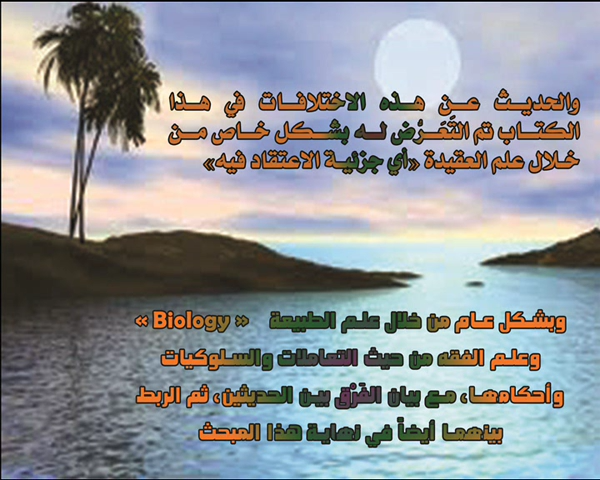 والحديث عن هذه الاختلافات في هذا
الكتاب تم التَّعَرُّض له بشكل خاص من
خلال علم العقيدة «أي جزئية الاعتقاد فيه»
وبشكل عام من خلال علم الطبيعة « Biology »
وعلم الفقه من حيث التعاملات والسلوكيات
وأحكامها، مع بيان الفَرْق بين الحديثين، ثم الربط
بينهما أيضاً في نهاية هذا المبحث